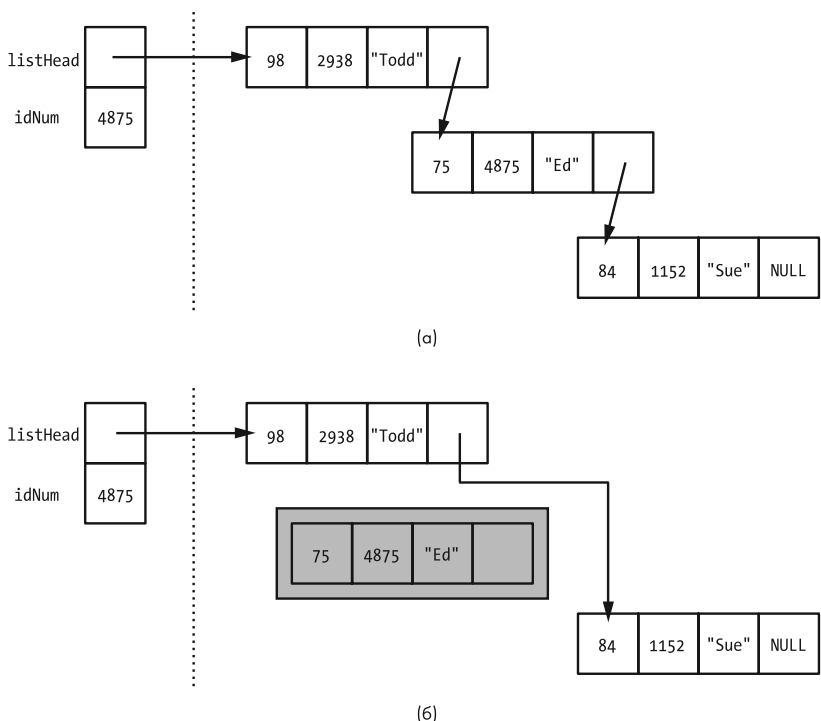 listHead
98 2938 "Todd"
idNum 4875
75 4875 "Ed"
84 1152 "Sue" NULL
(а)
listHead
98 2938 "Todd"
idNum 4875
75 4875 "Ed"
84 1152 "Sue" NULL
(б)